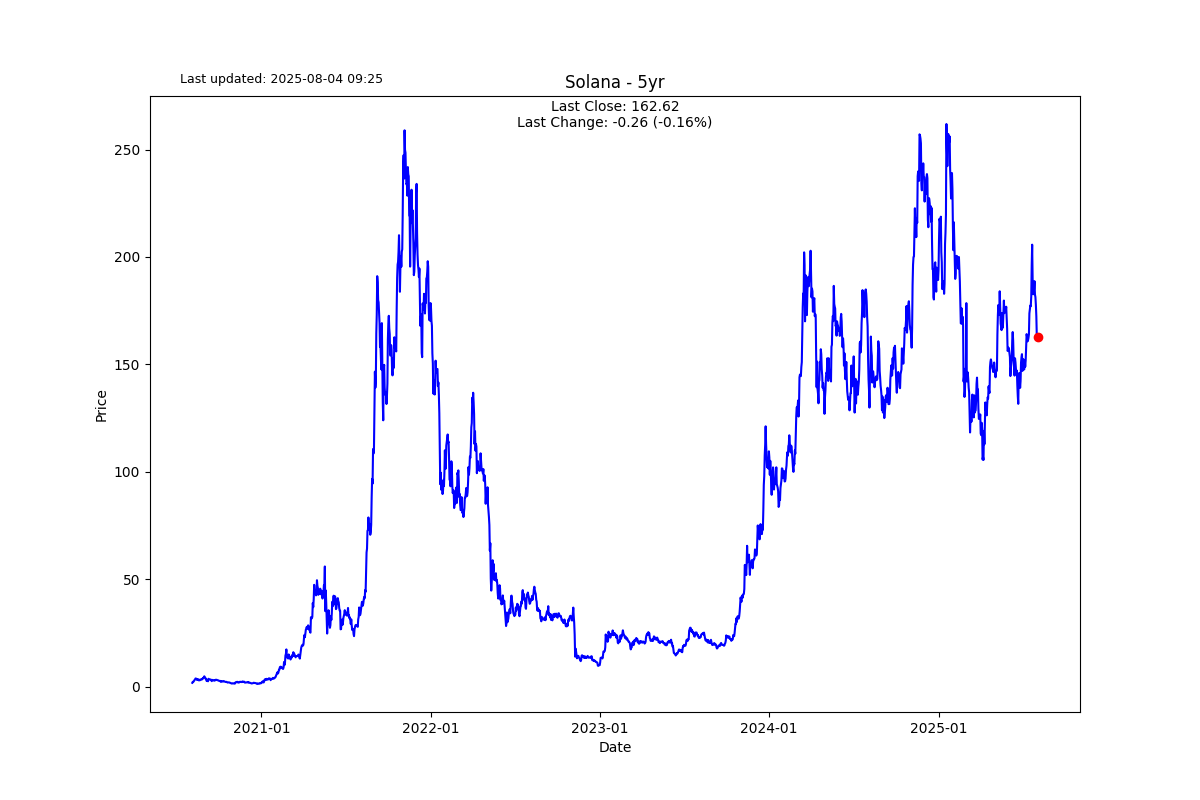 Last updated: 2025-08-04 09:25
Solana - 5yr
Last Close: 162.62
Last Change: -0.26 (-0.16%)
250
200
150
100
50
0
Price
2021-01
2022-01
2023-01
2024-01
2025-01
Date